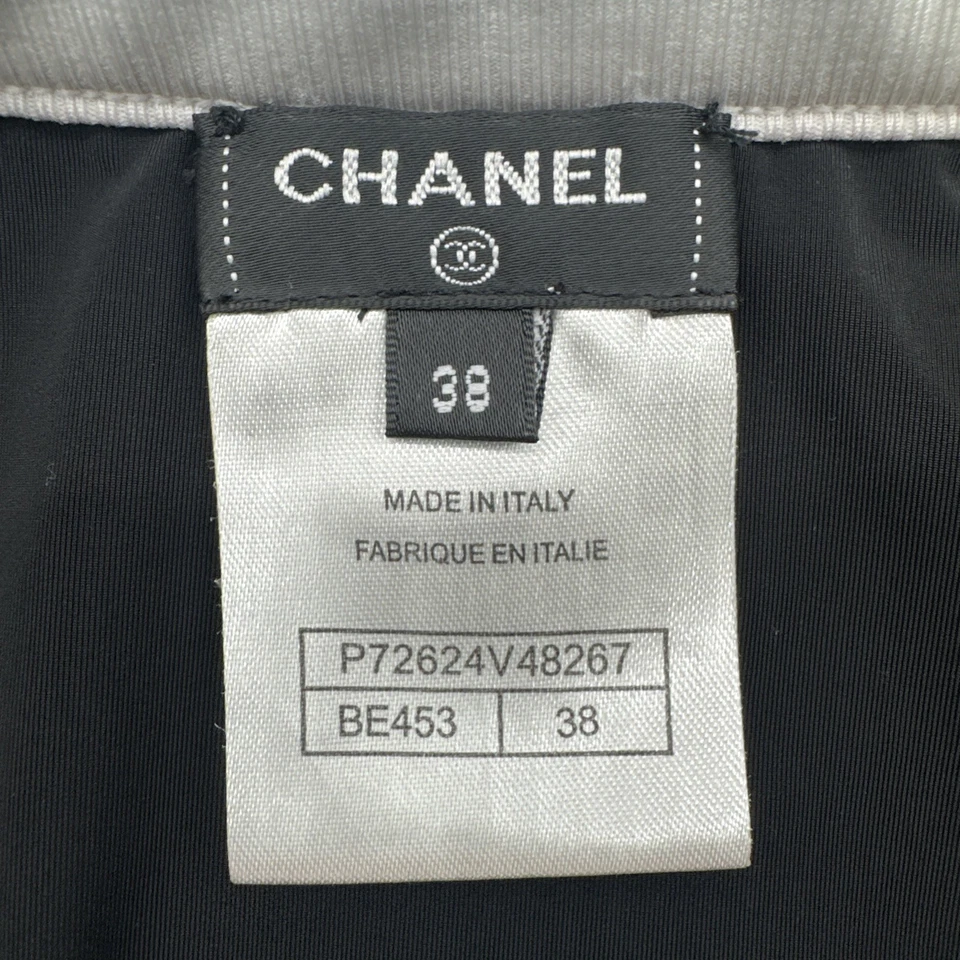 CHANEL
38
MADE IN ITALY
FABRIQUE EN ITALIE
P72624V48267
BE453 38